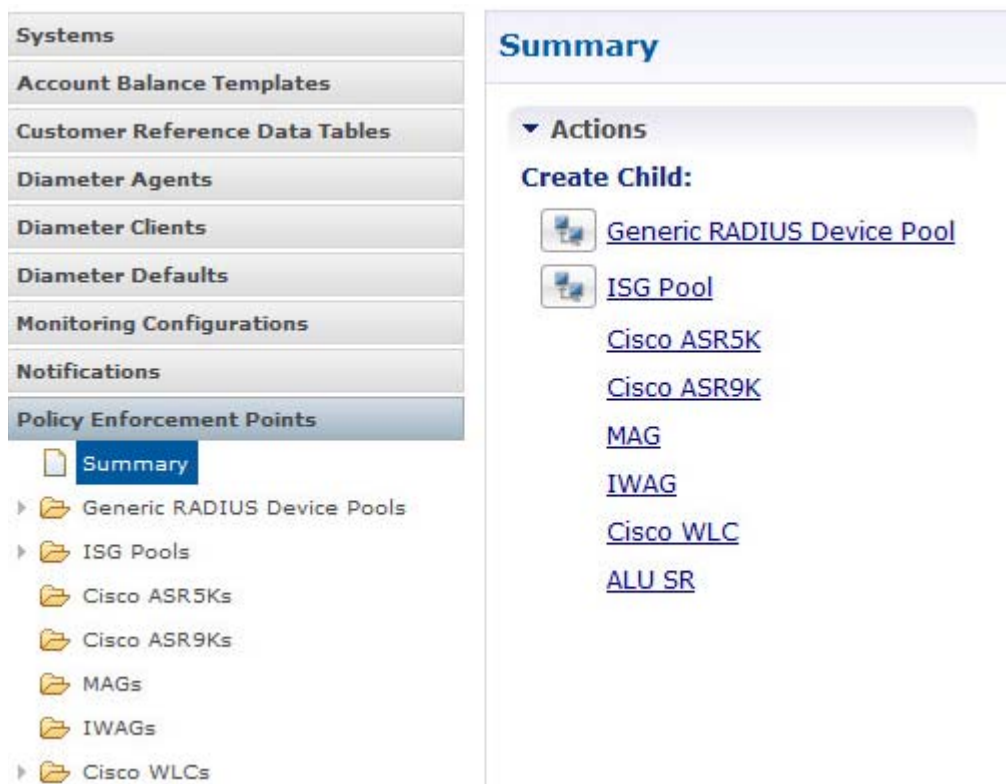 Systems
Account Balance Templates
Customer Reference Data Tables
Diameter Agents
Diameter Clients
Diameter Defaults
Monitoring Configurations
Notifications
Policy Enforcement Points
Summary
Generic RADIUS Device Pools
ISG Pools
Cisco ASR5Ks
Cisco ASR9Ks
MAGs
IWAGs
Cisco WLCs
Summary
Actions
Create Child:
Generic RADIUS Device Pool
ISG Pool
Cisco ASR5K
Cisco ASR9K
MAG
IWAG
Cisco WLC
ALU SR